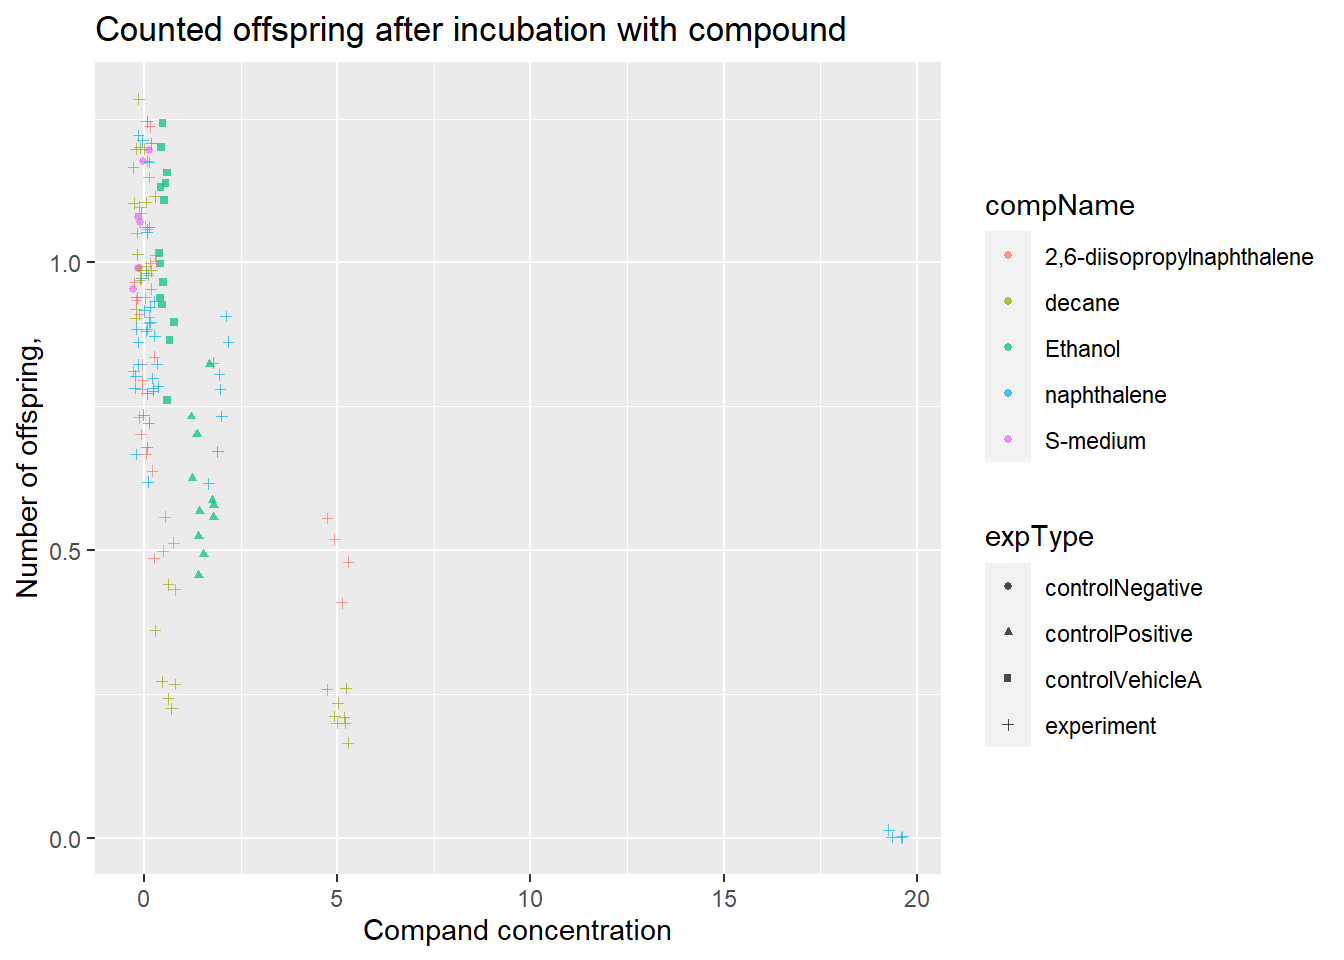 Counted offspring after incubation with compound
Number of offspring,
1.0
0.5
0.0
0 5 10 15 20
Compand concentration
compName
2,6-diisopropylnaphthalene
decane
Ethanol
naphthalene
S-medium
expType
controlNegative
controlPositive
controlVehicleA
experiment